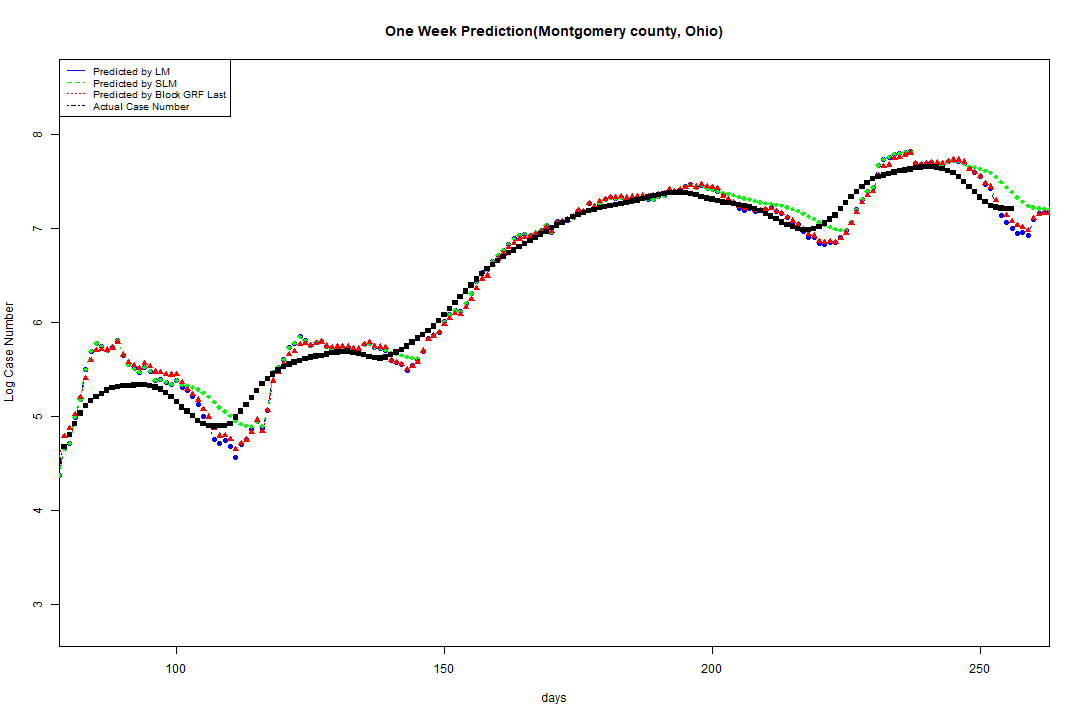 One Week Prediction(Montgomery county, Ohio)
Predicted by LM
Predicted by SLM
Predicted by Block GRF Last
Actual Case Number
8
7
6
5
4
3
Log Case Number
100 150 200 250
days